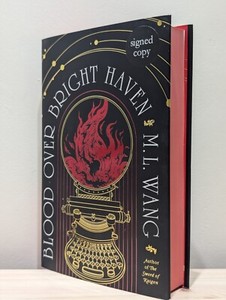 signed
copy
BLOOD OVER BRIGHT HAVEN
M. L. WANG
Author of
The Sword of
Kaigen